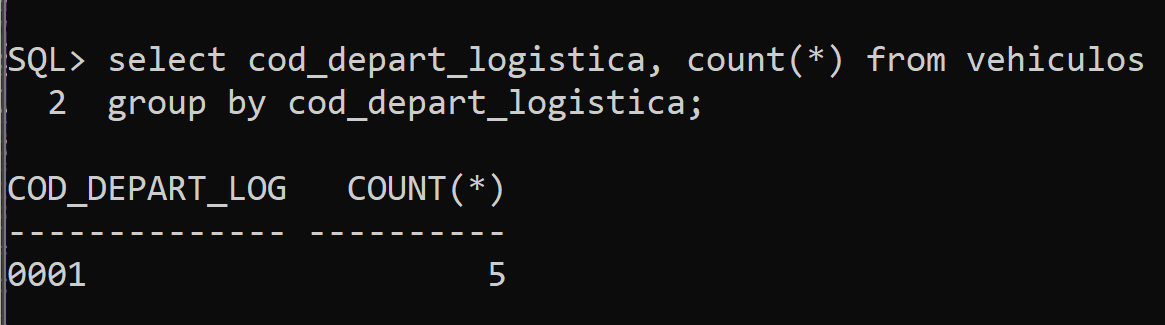 SQL> select cod_depart_logistica, count(*) from vehiculos
  2  group by cod_depart_logistica;
COD_DEPART_LOG   COUNT(*)
-------------- ----------
0001                    5